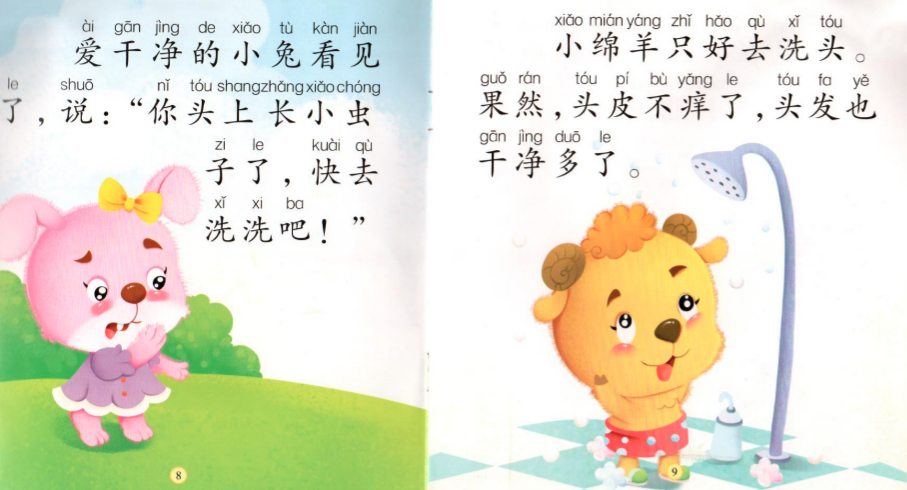 ài gān jìng de xiǎo tù kàn jiàn
爱干净的小兔看见
le shuō nǐ tóu shang zhǎng xiǎo chóng
了，说：“你头上长小虫
zi le kuài qù
子了，快去
xǐ xi ba
洗洗吧！”
8
xiǎo mián yáng zhǐ hǎo qù xǐ tóu
小绵羊只好去洗头。
guǒ rán tóu pí bù yǎng le tóu fa yě
果然，头皮不痒了，头发也
gān jìng duō le
干净多了。
9